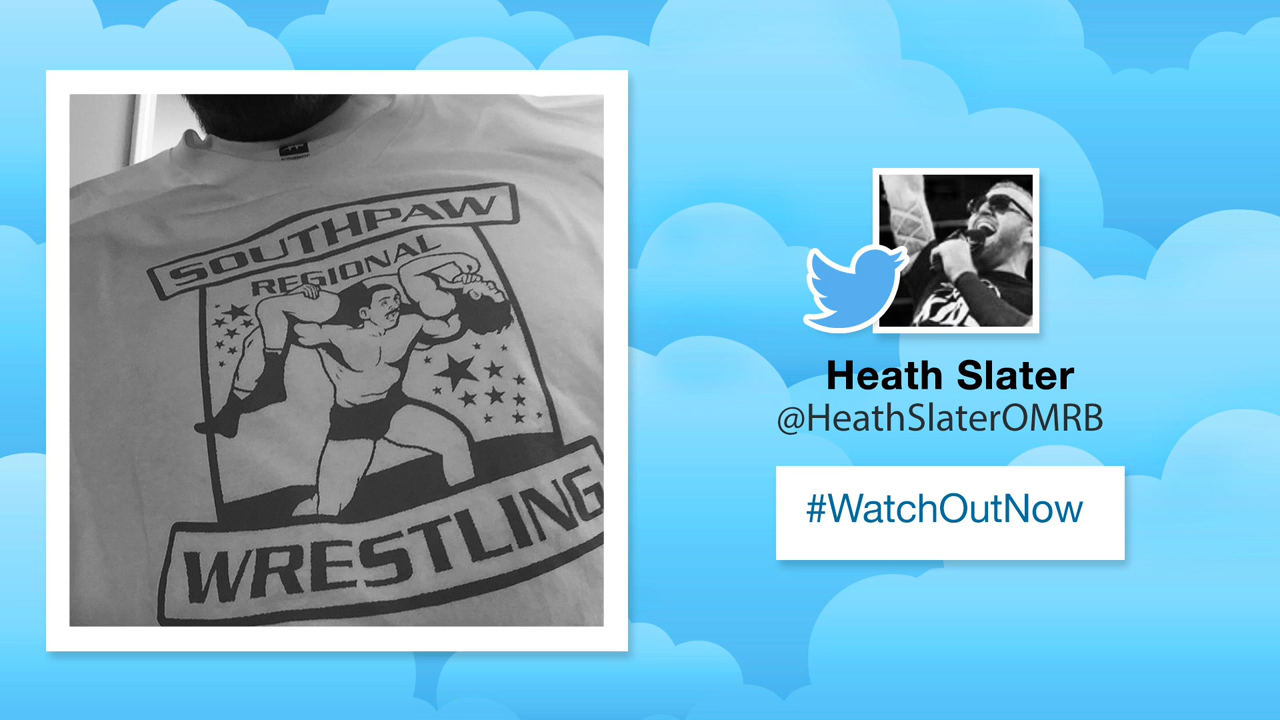 SOUTHPAW
REGIONAL
WRESTLING
Heath Slater
@HeathSlaterOMRB
#WatchOutNow